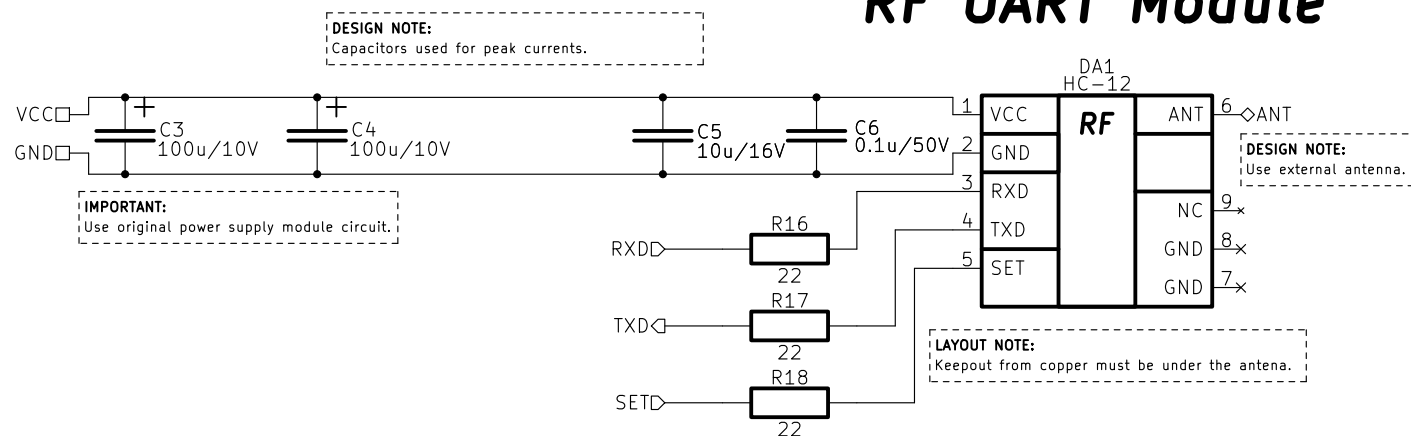 RF UART Module
DESIGN NOTE:
Capacitors used for peak currents.
DA1
HC-12
VCC
GND
+
C3
100u/10V
+
C4
100u/10V
C5
10u/16V
C6
0.1u/50V
1
VCC
2
GND
3
RXD
4
TXD
5
SET
RF
ANT
6
ANT
NC
9
GND
8
GND
7
DESIGN NOTE:
Use external antenna.
IMPORTANT:
Use original power supply module circuit.
RXD
R16
22
TXD
R17
22
SET
R18
22
LAYOUT NOTE:
Keepout from copper must be under the antena.